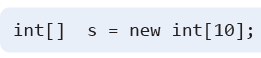 int[]  s = new int[10];